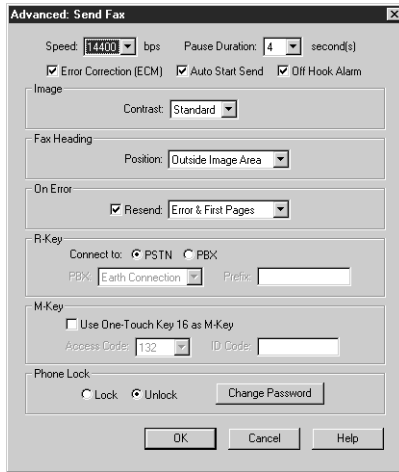 Advanced: Send Fax
Speed: 14400 bps Pause Duration: 4 second(s)
Error Correction (ECM) Auto Start Send Off Hook Alarm
Image
Contrast: Standard
Fax Heading
Position: Outside Image Area
On Error
Resend: Error & First Pages
R-Key
Connect to: PSTN PBX
PBX: Earth Connection Prefix:
M-Key
Use One-Touch Key 16 as M-Key
Access Code: 132 ID Code:
Phone Lock
Lock Unlock Change Password
OK Cancel Help